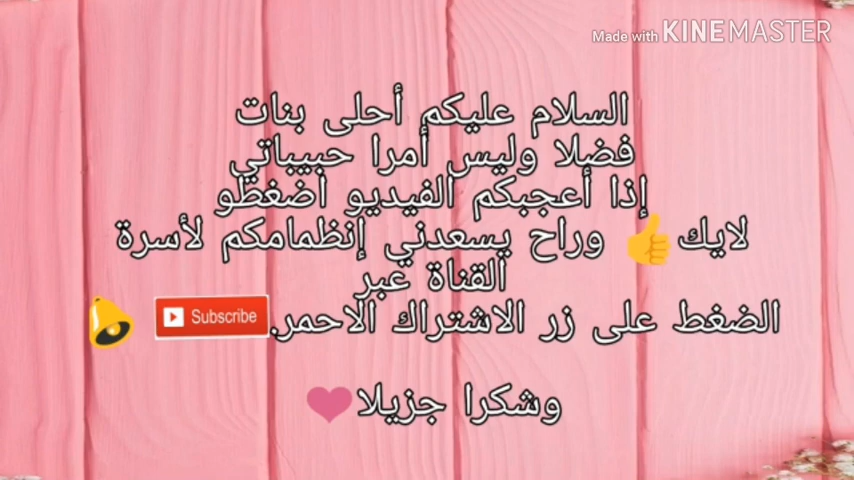 Made with KINEMASTER
السلام عليكم أحلى بنات
فضلا وليس أمرا حبيباتي
إذا أعجبكم الفيديو اضغظو
لايك👍 وراح يسعدني إنظمامكم لأسرة
القناة عبر
الضغط على زر الاشتراك الاحمر. Subscribe 🔔
وشكرا جزيلا❤